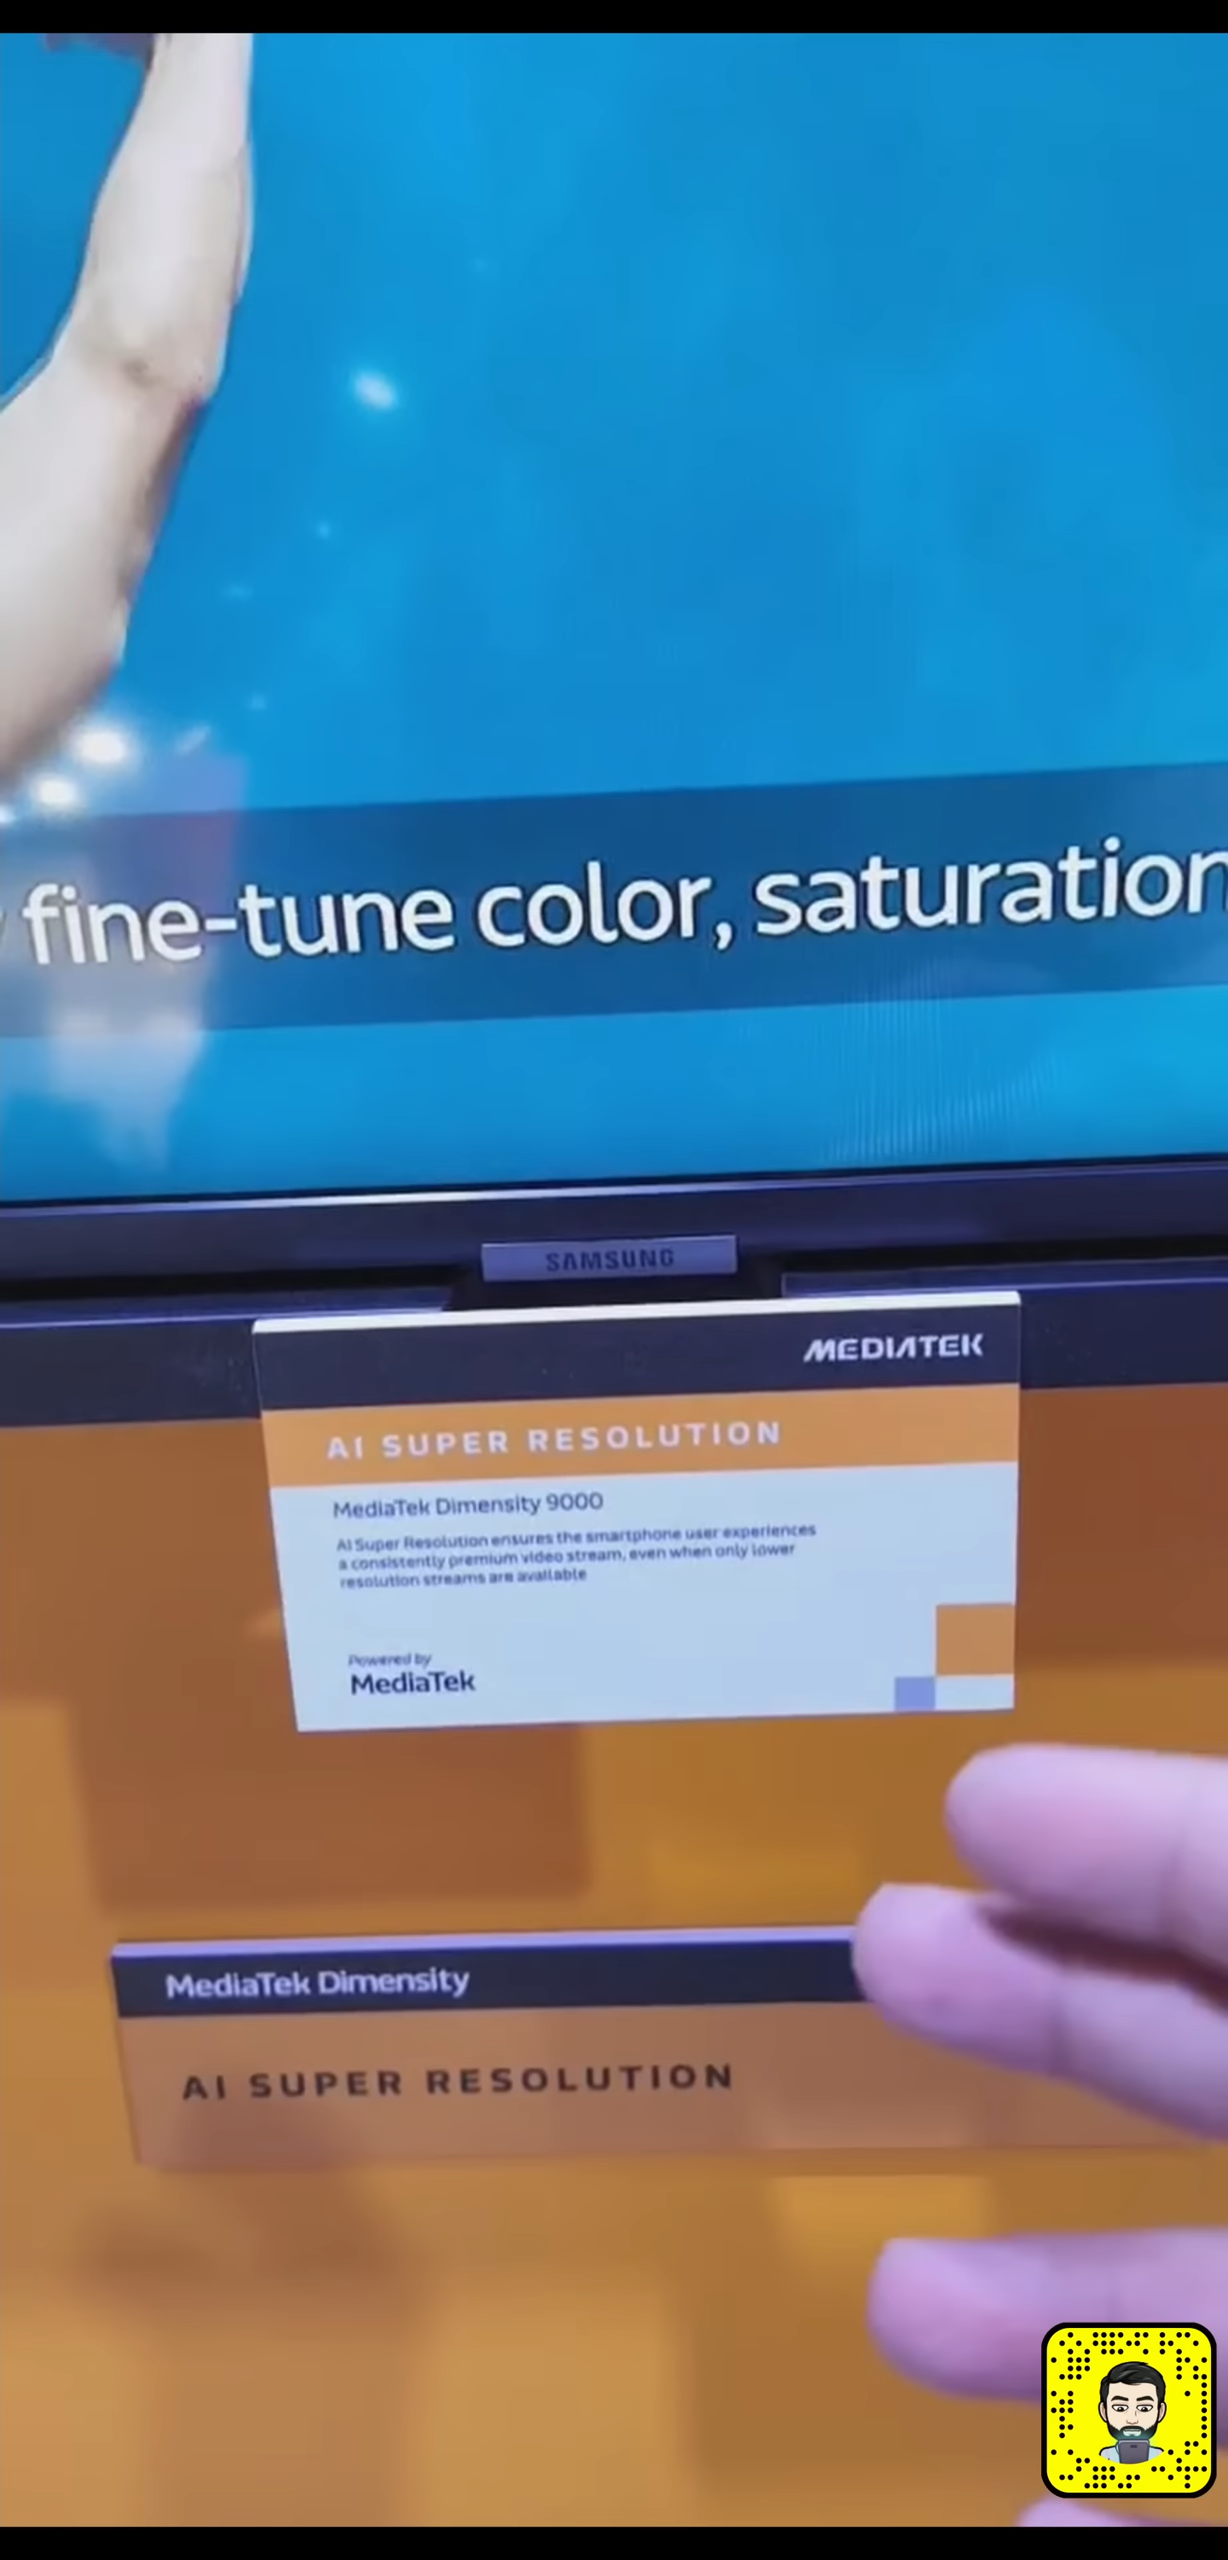 fine-tune color, saturation
SAMSUNG
MEDIATEK
AI SUPER RESOLUTION
MediaTek Dimensity 9000
AI Super Resolution ensures the smartphone user experiences
a consistently premium video stream, even when only lower
resolution streams are available
Powered by
MediaTek
MediaTek Dimensity
AI SUPER RESOLUTION